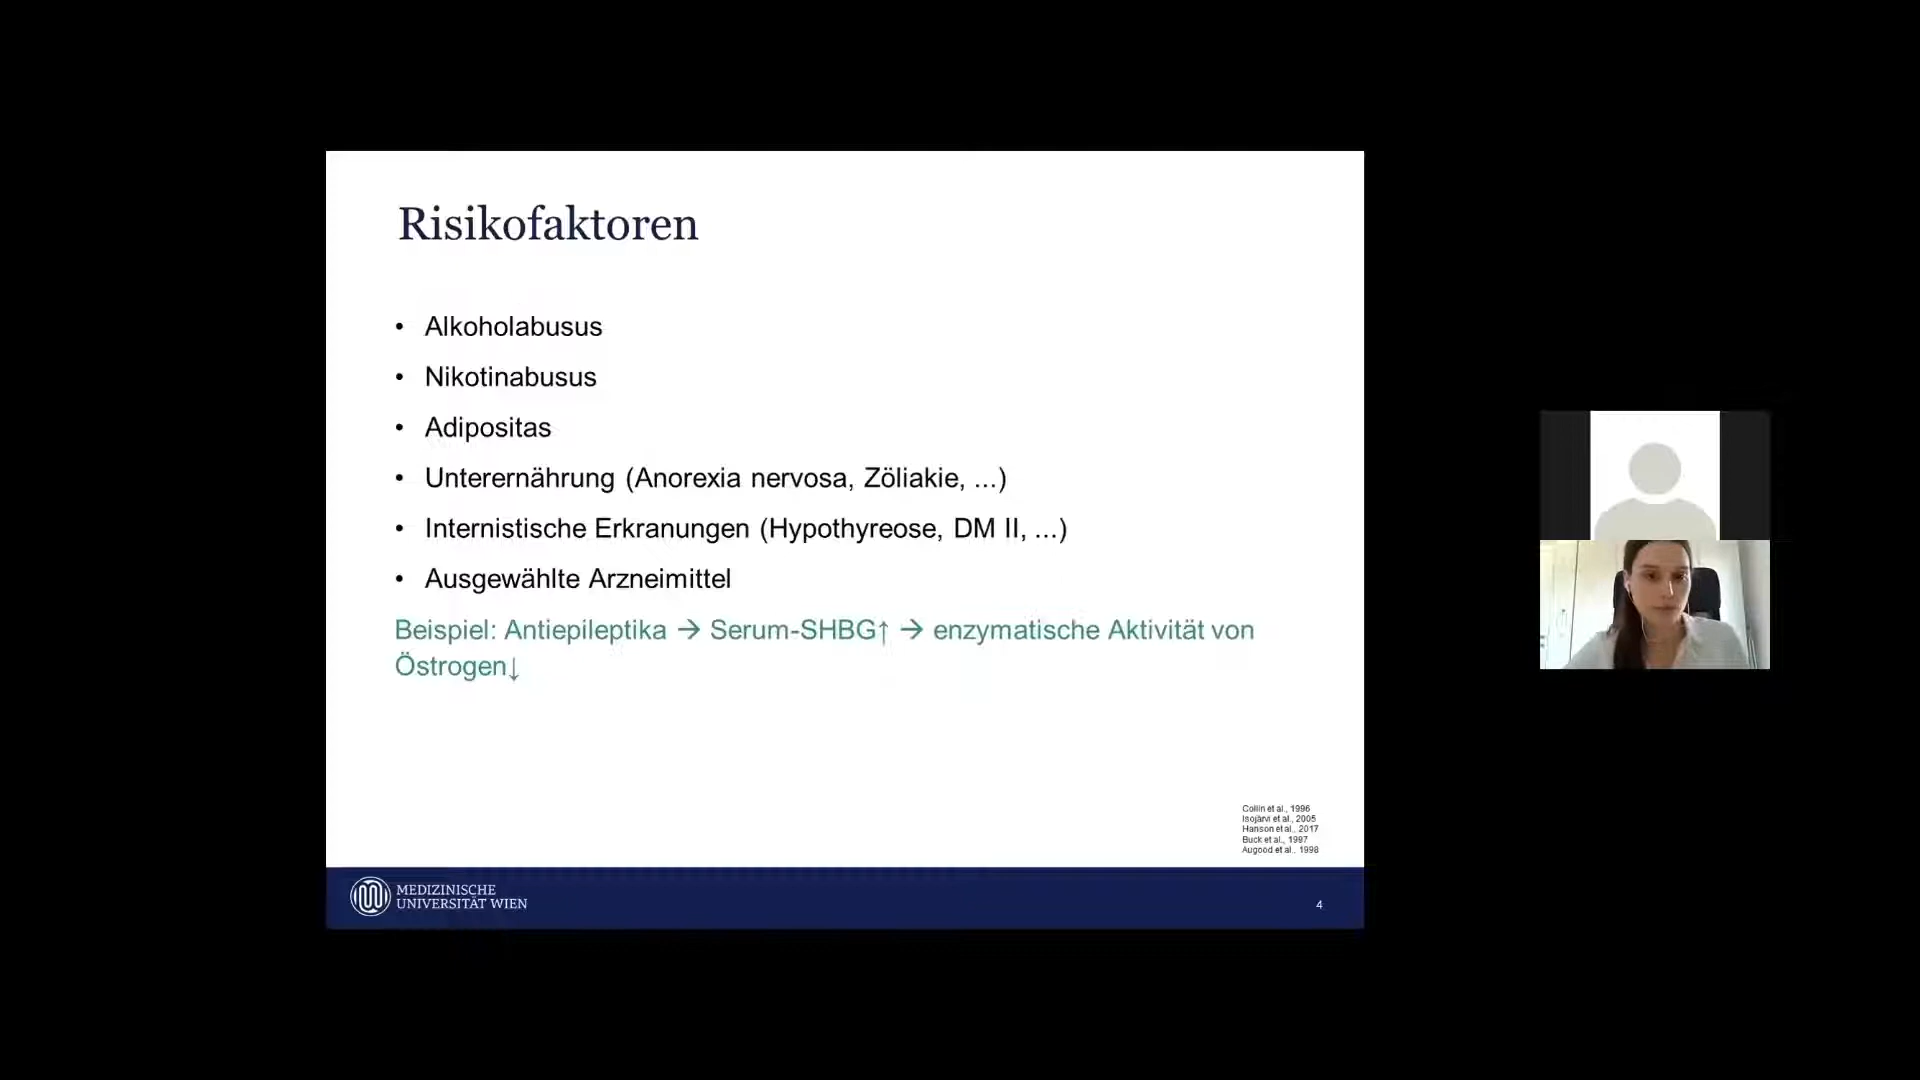 Risikofaktoren
• Alkoholabusus
• Nikotinabusus
• Adipositas
• Unterernährung (Anorexia nervosa, Zöliakie, ...)
• Internistische Erkranungen (Hypothyreose, DM II, ...)
• Ausgewählte Arzneimittel
Beispiel: Antiepileptika → Serum-SHBG↑ → enzymatische Aktivität von
Östrogen↓
Collin et al., 1996
Isojärvi et al., 2005
Hanson et al., 2017
Buck et al., 1997
Augood et al., 1998
MEDIZINISCHE
UNIVERSITÄT WIEN
4